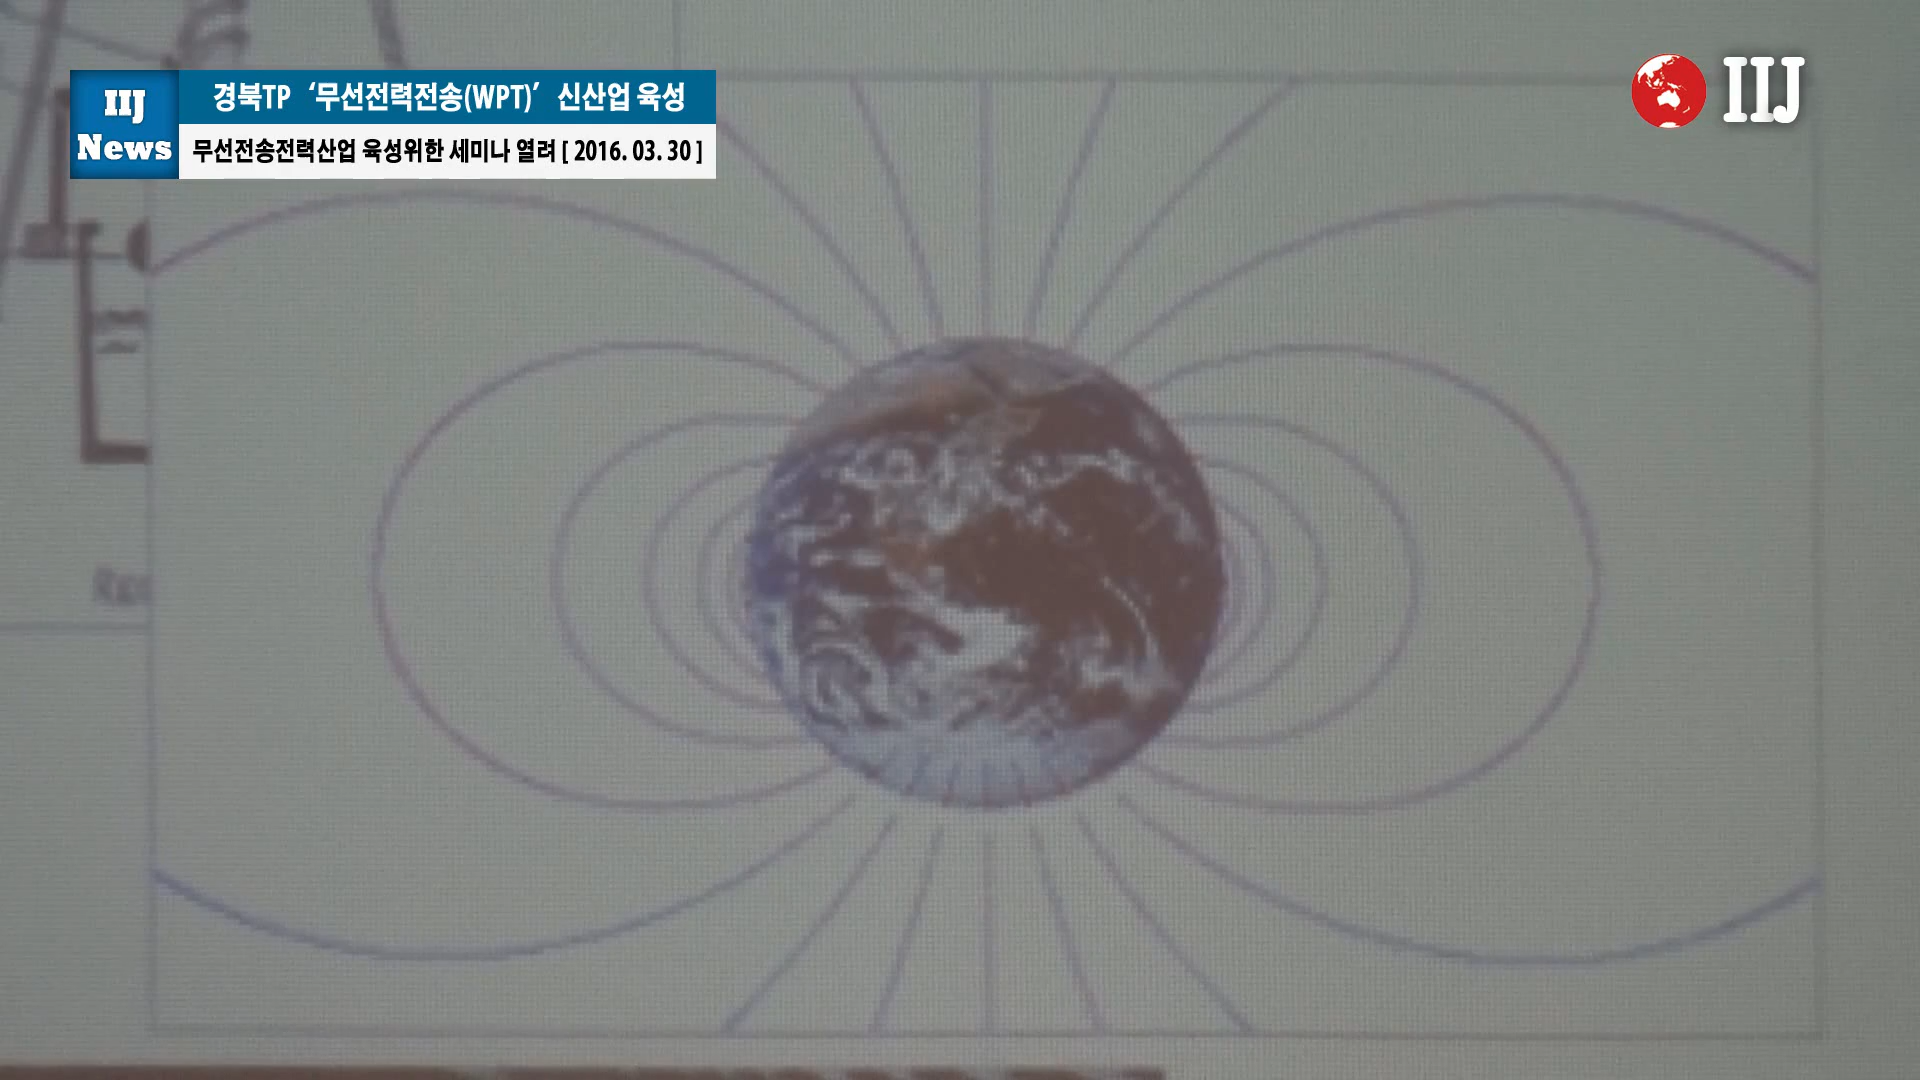 IIJ
News
경북TP ‘무선전력전송(WPT)’ 신산업 육성
무선전송전력산업 육성위한 세미나 열려 [ 2016. 03. 30 ]
IIJ